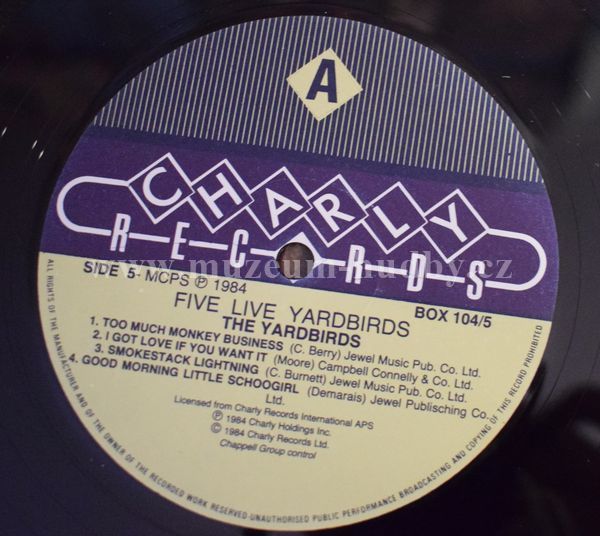 A
CHARLY
RECORDS
www.muzeum-hudby.cz
SIDE 5 - MCPS Ⓟ 1984
BOX 104/5
FIVE LIVE YARDBIRDS
THE YARDBIRDS
1. TOO MUCH MONKEY BUSINESS (C. Berry) Jewel Music Pub. Co. Ltd.
2. I GOT LOVE IF YOU WANT IT (Moore) Campbell Connelly & Co. Ltd.
3. SMOKESTACK LIGHTNING (C. Burnett) Jewel Music Pub. Co. Ltd.
4. GOOD MORNING LITTLE SCHOOGIRL (Demarais) Jewel Publisching Co.
Ltd.
Licensed from Charly Records International APS
Ⓟ 1984 Charly Holdings Inc.
© 1984 Charly Records Ltd.
Chappell Group control
ALL RIGHTS OF THE MANUFACTURER AND OF THE OWNER OF THE RECORDED WORK RESERVED-UNAUTHORISED PUBLIC PERFORMANCE BROADCASTING AND COPYING OF THIS RECORD PROHIBITED